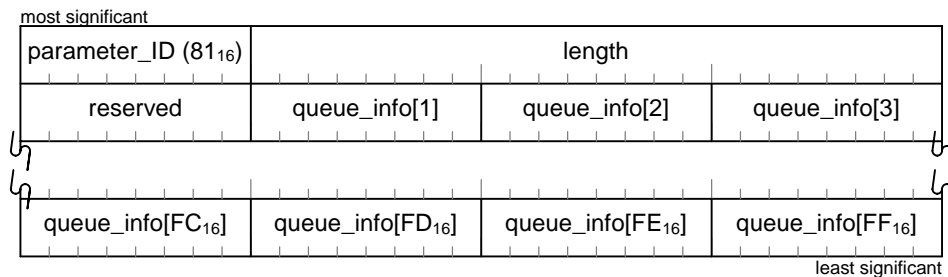 most significant
parameter_ID (81₁₆) length
reserved queue_info[1] queue_info[2] queue_info[3]
queue_info[FC₁₆] queue_info[FD₁₆] queue_info[FE₁₆] queue_info[FF₁₆]
least significant